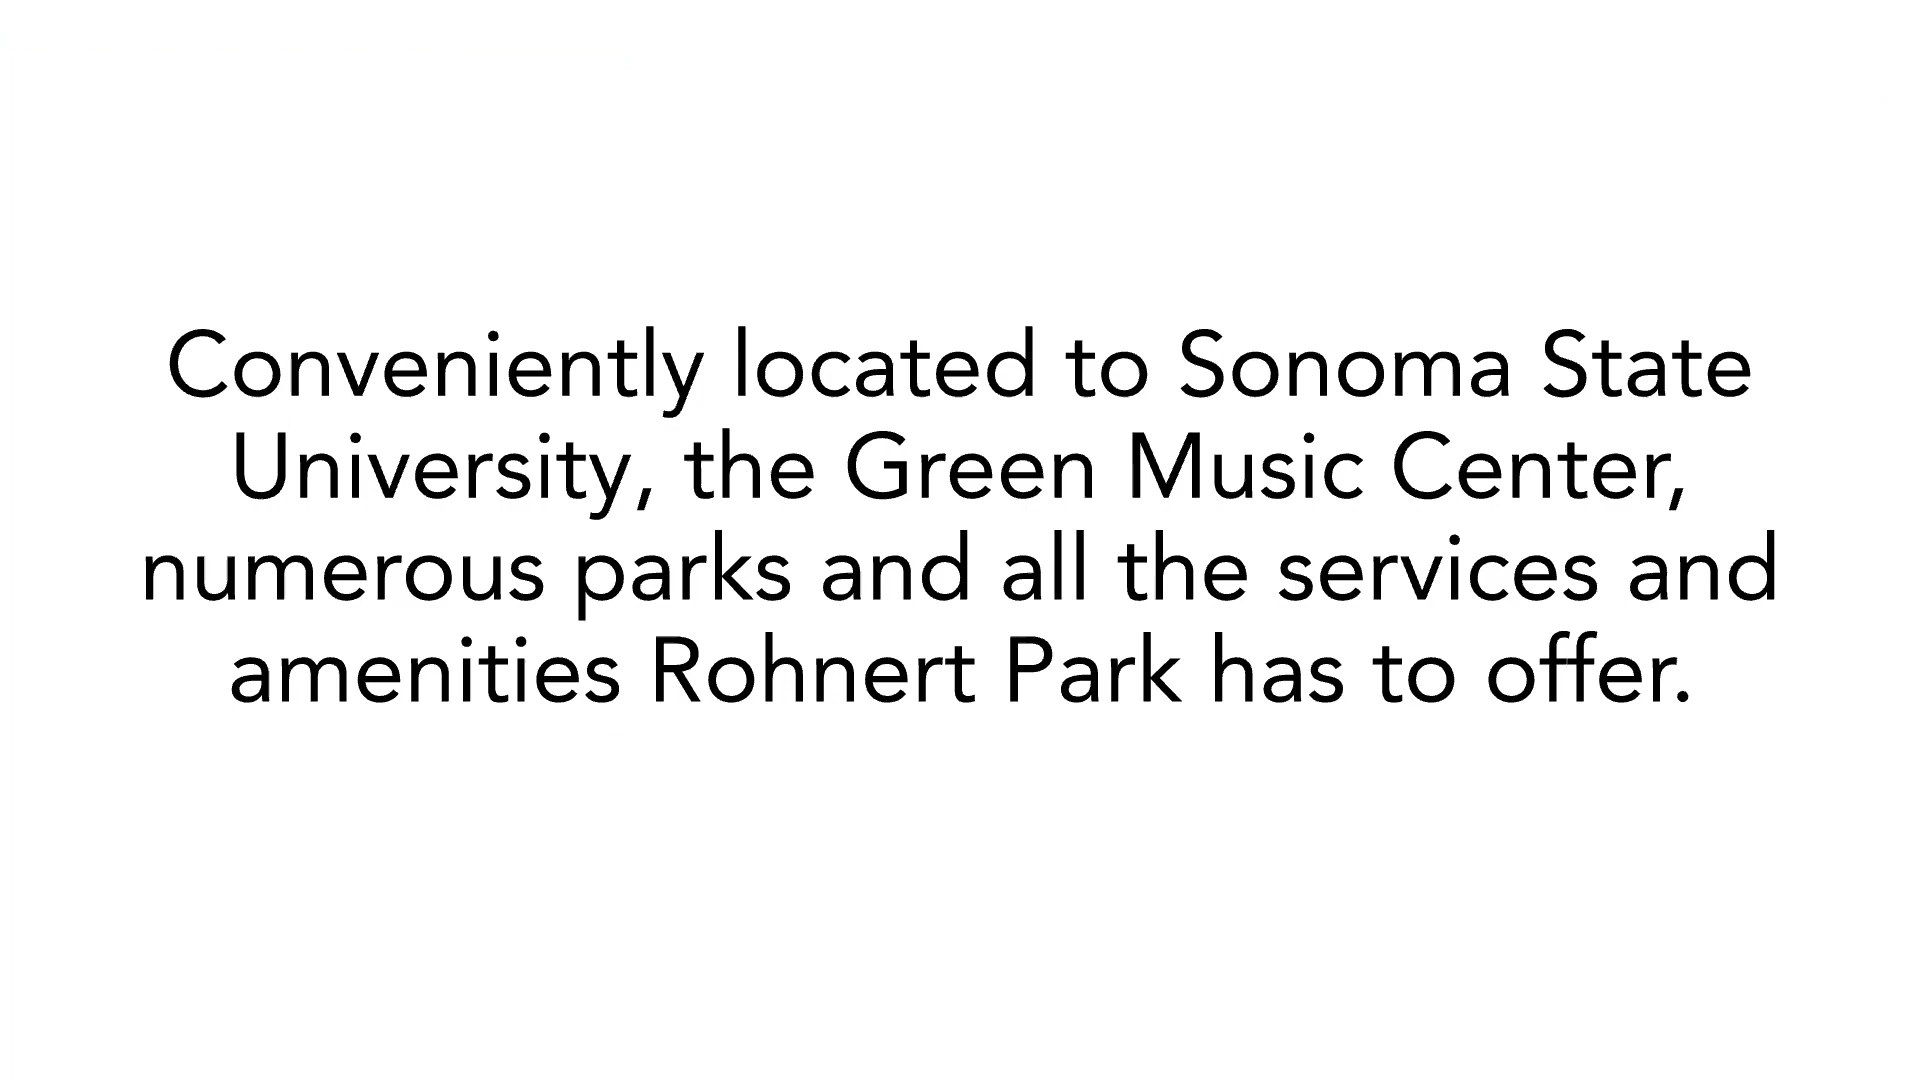 Conveniently located to Sonoma State
University, the Green Music Center,
numerous parks and all the services and
amenities Rohnert Park has to offer.